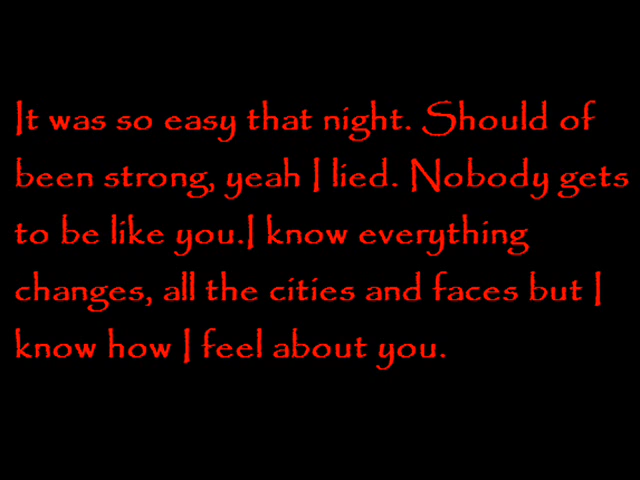 It was so easy that night. Should of
been strong, yeah I lied. Nobody gets
to be like you.I know everything
changes, all the cities and faces but I
know how I feel about you.